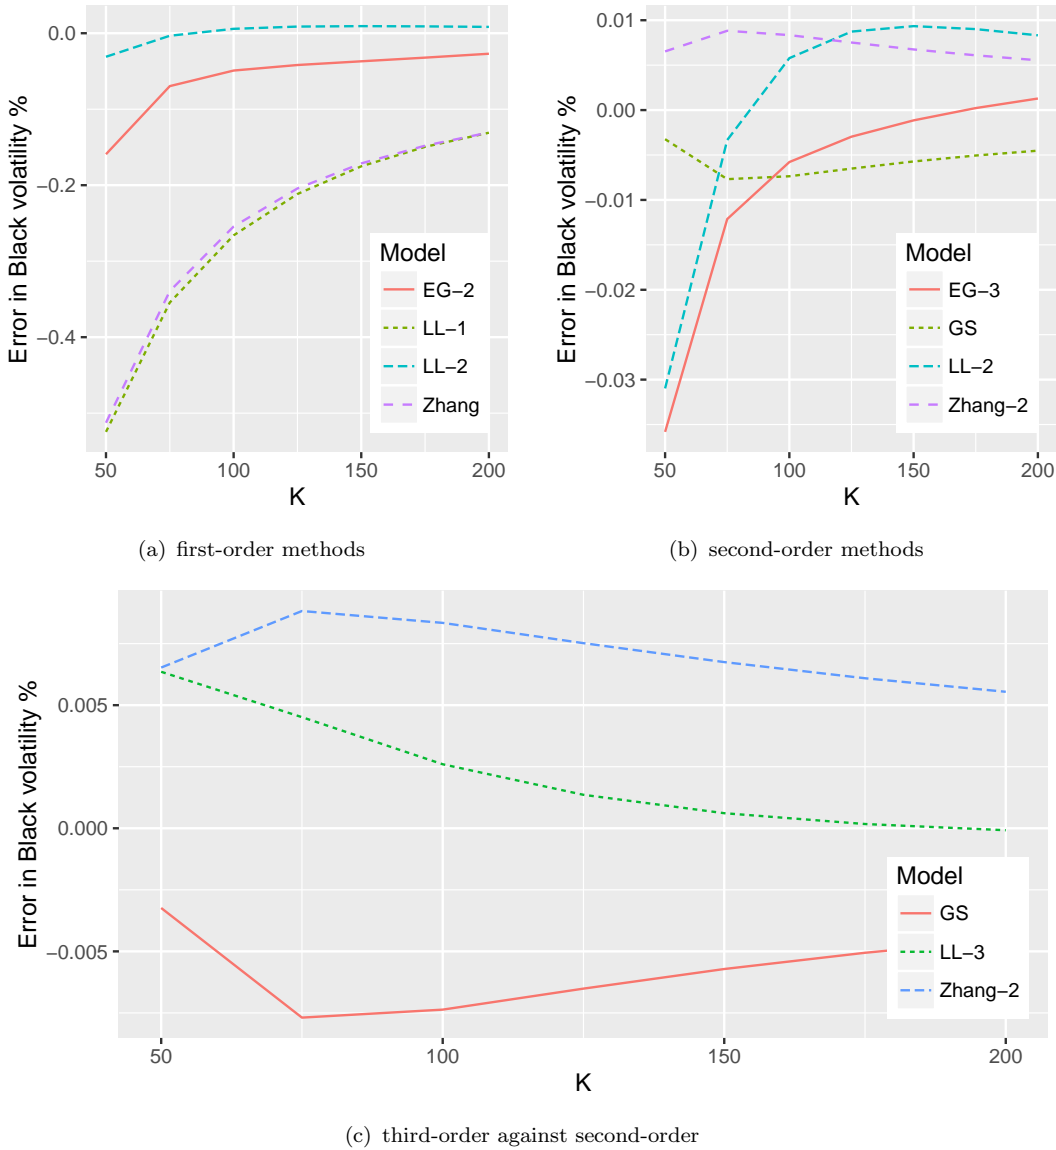 Error in Black volatility %
0.0
−0.2
−0.4
50
100
150
200
K
Model
EG−2
LL−1
LL−2
Zhang
(a) first-order methods
Error in Black volatility %
0.01
0.00
−0.01
−0.02
−0.03
50
100
150
200
K
Model
EG−3
GS
LL−2
Zhang−2
(b) second-order methods
Error in Black volatility %
0.005
0.000
−0.005
50
100
150
200
K
Model
GS
LL−3
Zhang−2
(c) third-order against second-order